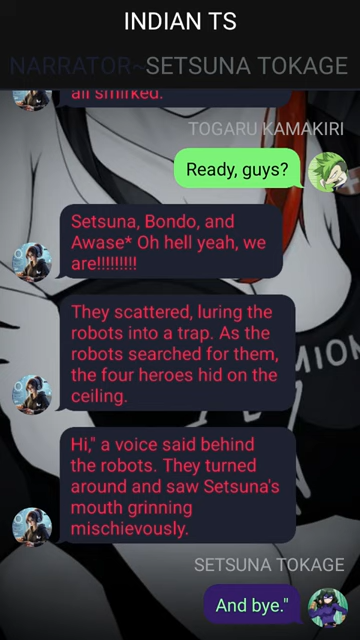 INDIAN TS
NARRATOR~SETSUNA TOKAGE
all smirked.
TOGARU KAMAKIRI
Ready, guys?
Setsuna, Bondo, and
Awase* Oh hell yeah, we
are!!!!!!!!!
They scattered, luring the
robots into a trap. As the
robots searched for them,
the four heroes hid on the
ceiling.
MION
Hi," a voice said behind
the robots. They turned
around and saw Setsuna's
mouth grinning
mischievously.
SETSUNA TOKAGE
And bye."